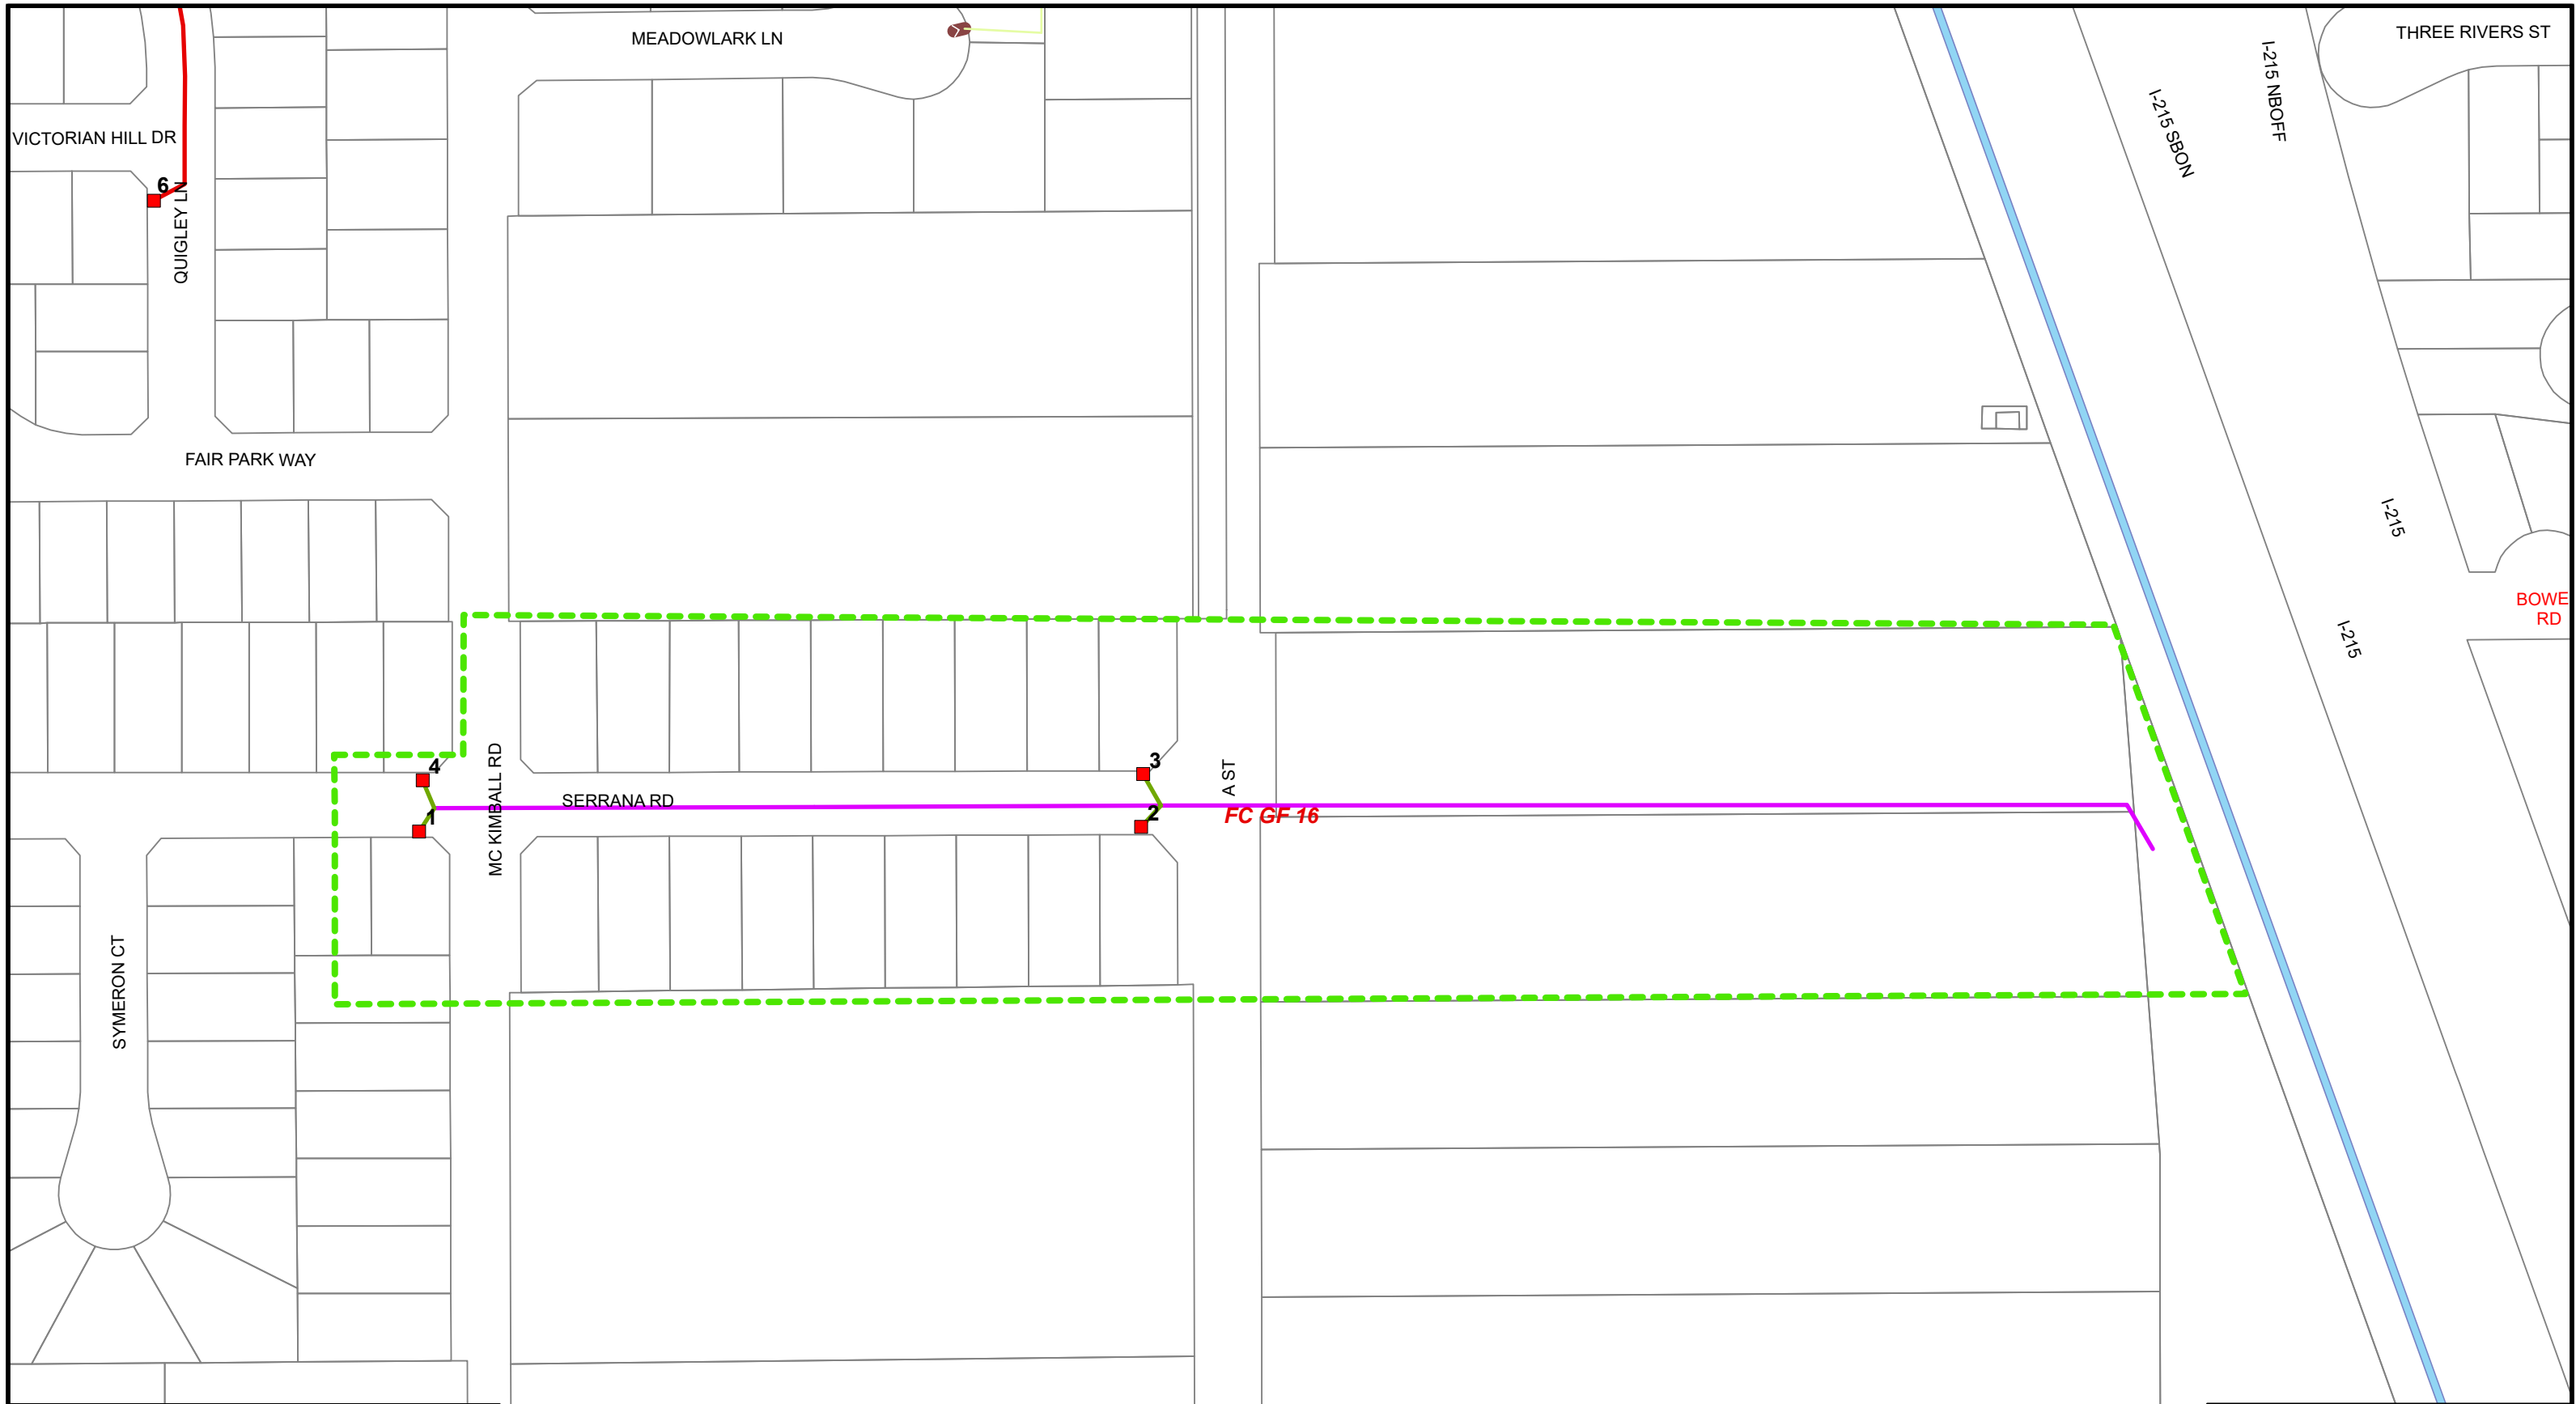 MEADOWLARK LN
THREE RIVERS ST
I-215 NBOFF
I-215 SBON
VICTORIAN HILL DR
6
QUIGLEY LN
FAIR PARK WAY
I-215
BOWE
RD
I-215
4
3
MC KIMBALL RD
A ST
SERRANA RD
1
2
FC GF 16
SYMERON CT